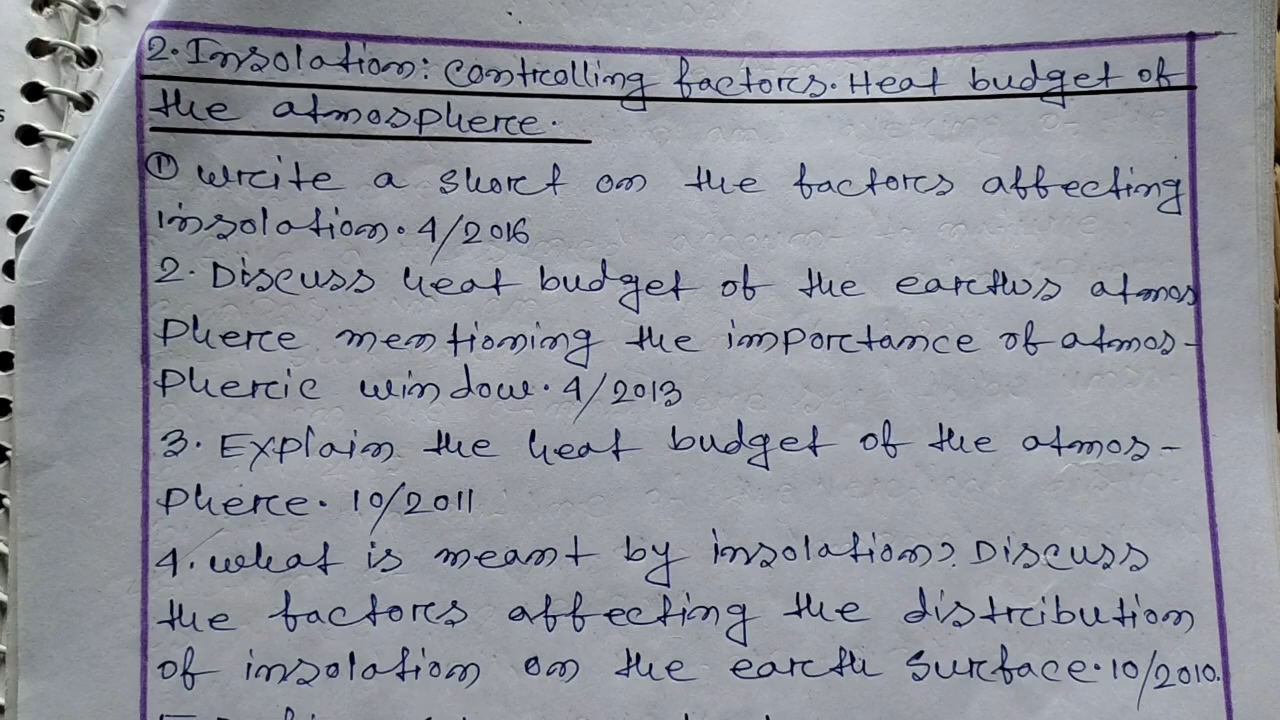 2. Insolation: Controlling factors. Heat budget of
the atmosphere.
① Write a short on the factors affecting
insolation. 4/2016
2. Discuss heat budget of the earths atmos
phere mentioning the importance of atmos-
pheric window. 4/2013
3. Explain the heat budget of the atmos-
phere. 10/2011
4. What is meant by insolation? Discuss
the factors affecting the distribution
of insolation on the earth surface. 10/2010.